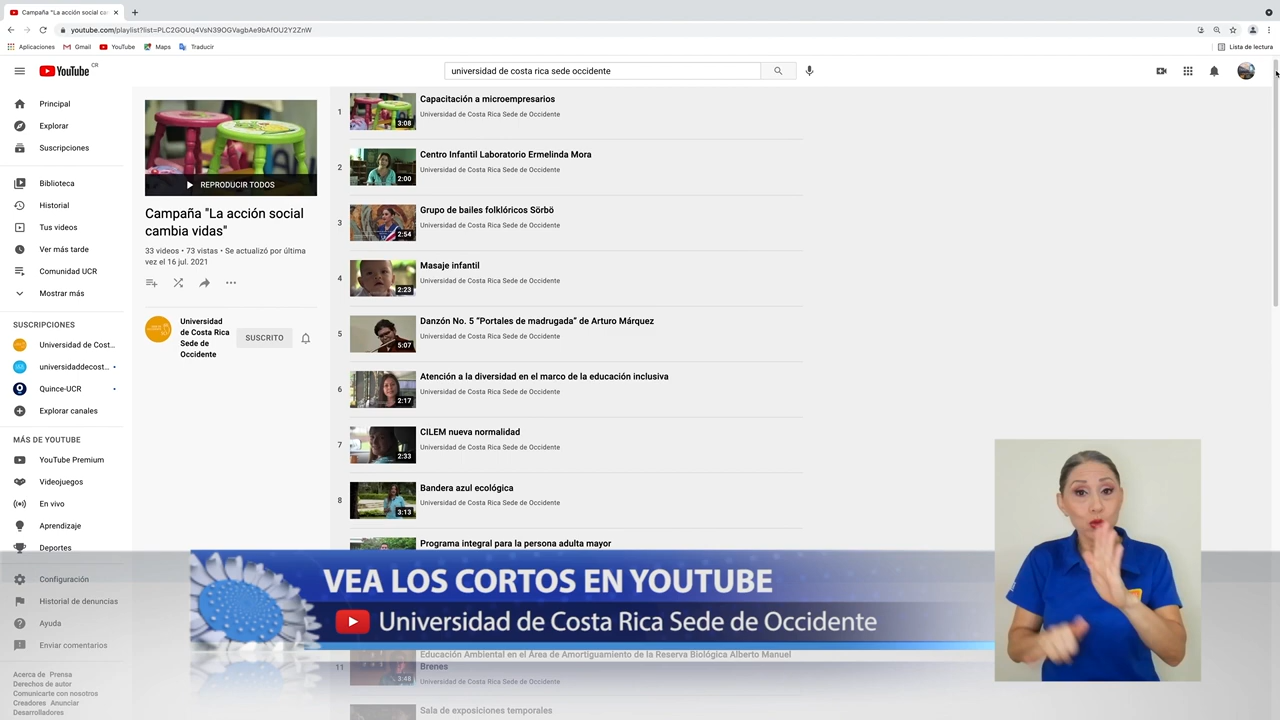 Campaña "La acción social ca
youtube.com/playlist?list=PLC2GOUq4VsN39OGVagbAe9bAfOU2Y2ZnW
Aplicaciones
Gmail
YouTube
Maps
Traducir
Lista de lectura
YouTube CR
universidad de costa rica sede occidente
Principal
Explorar
Suscripciones
Biblioteca
Historial
Tus videos
Ver más tarde
Comunidad UCR
Mostrar más
SUSCRIPCIONES
Universidad de Cost...
universidaddecost...
Quince-UCR
Explorar canales
MÁS DE YOUTUBE
YouTube Premium
Videojuegos
En vivo
Aprendizaje
Deportes
Configuración
Historial de denuncias
Ayuda
Enviar comentarios
Acerca de Prensa
Derechos de autor
Comunicarte con nosotros
Creadores Anunciar
Desarrolladores
REPRODUCIR TODOS
Campaña "La acción social
cambia vidas"
33 videos • 73 vistas • Se actualizó por última
vez el 16 jul. 2021
Universidad
de Costa Rica
Sede de
Occidente
SUSCRITO
1
3:08
Capacitación a microempresarios
Universidad de Costa Rica Sede de Occidente
2
2:00
Centro Infantil Laboratorio Ermelinda Mora
Universidad de Costa Rica Sede de Occidente
3
2:54
Grupo de bailes folklóricos Sörbö
Universidad de Costa Rica Sede de Occidente
4
2:23
Masaje infantil
Universidad de Costa Rica Sede de Occidente
5
5:07
Danzón No. 5 "Portales de madrugada" de Arturo Márquez
Universidad de Costa Rica Sede de Occidente
6
2:17
Atención a la diversidad en el marco de la educación inclusiva
Universidad de Costa Rica Sede de Occidente
7
2:33
CILEM nueva normalidad
Universidad de Costa Rica Sede de Occidente
8
3:13
Bandera azul ecológica
Universidad de Costa Rica Sede de Occidente
Programa integral para la persona adulta mayor
VEA LOS CORTOS EN YOUTUBE
Universidad de Costa Rica Sede de Occidente
11
3:48
Educación Ambiental en el Área de Amortiguamiento de la Reserva Biológica Alberto Manuel
Brenes
Universidad de Costa Rica Sede de Occidente
Sala de exposiciones temporales